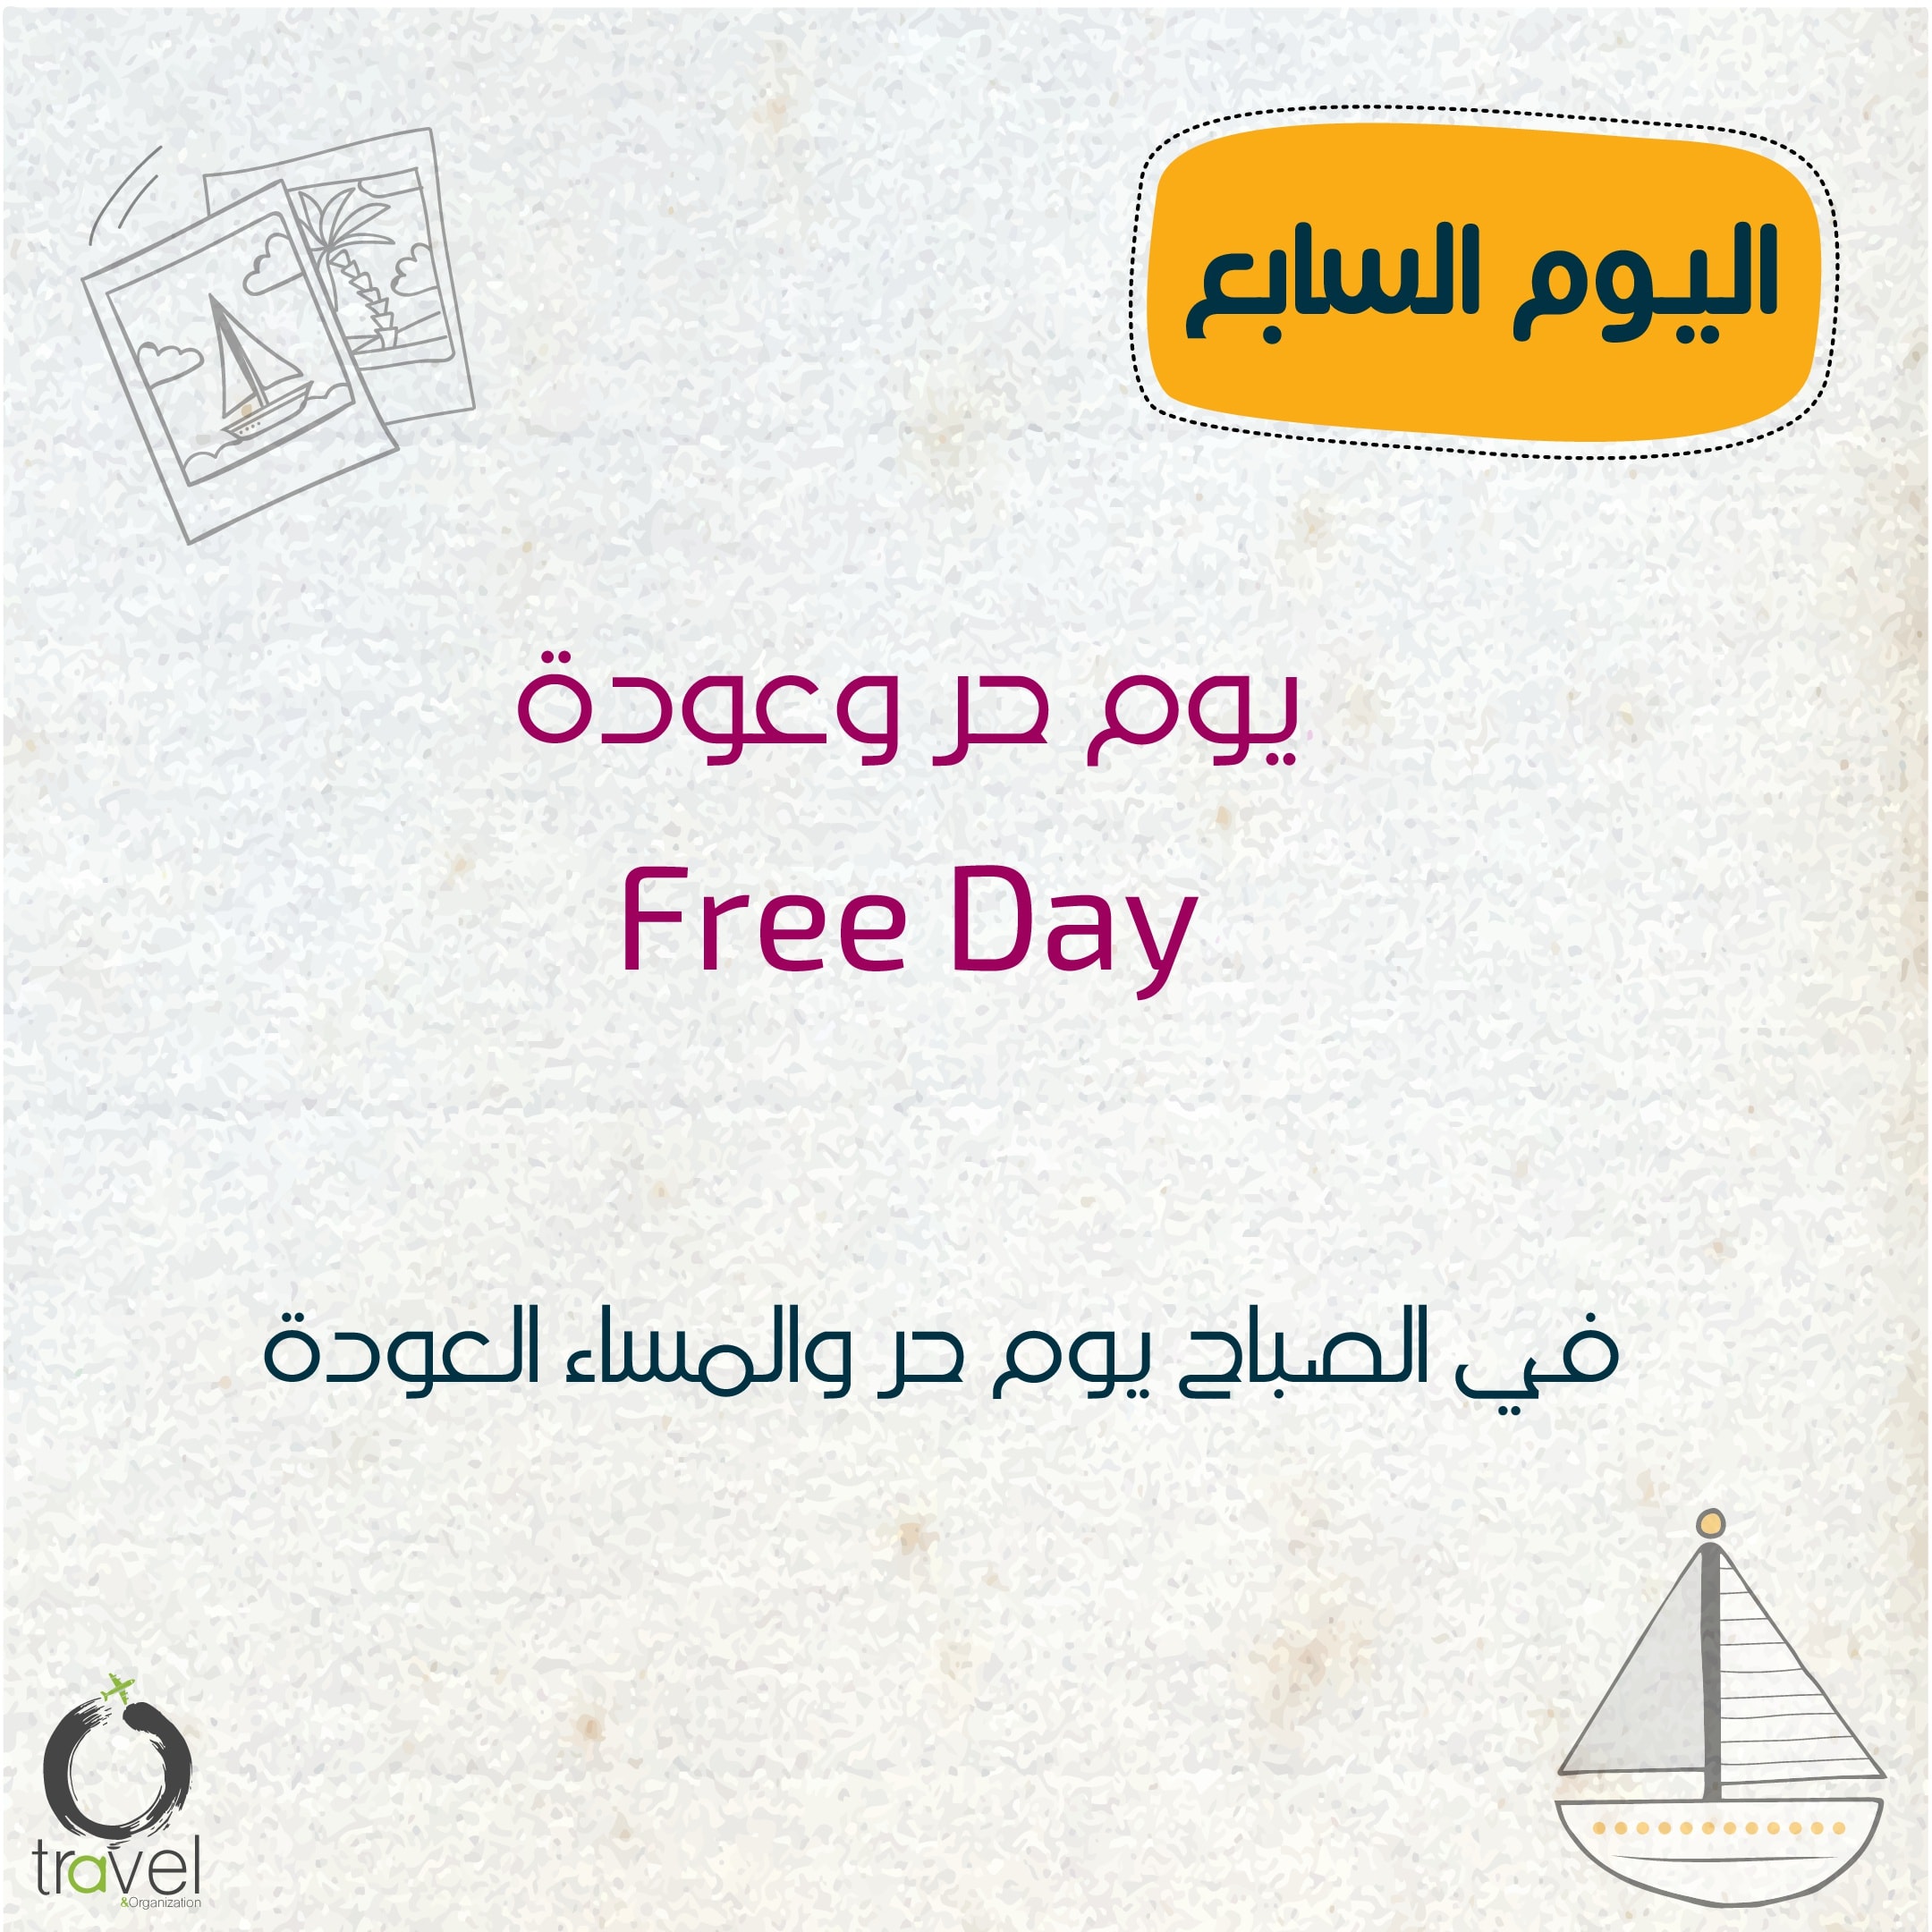 اليوم السابع
يوم حر وعودة
Free Day
في الصباح يوم حر والمساء العودة
travel
&Organization